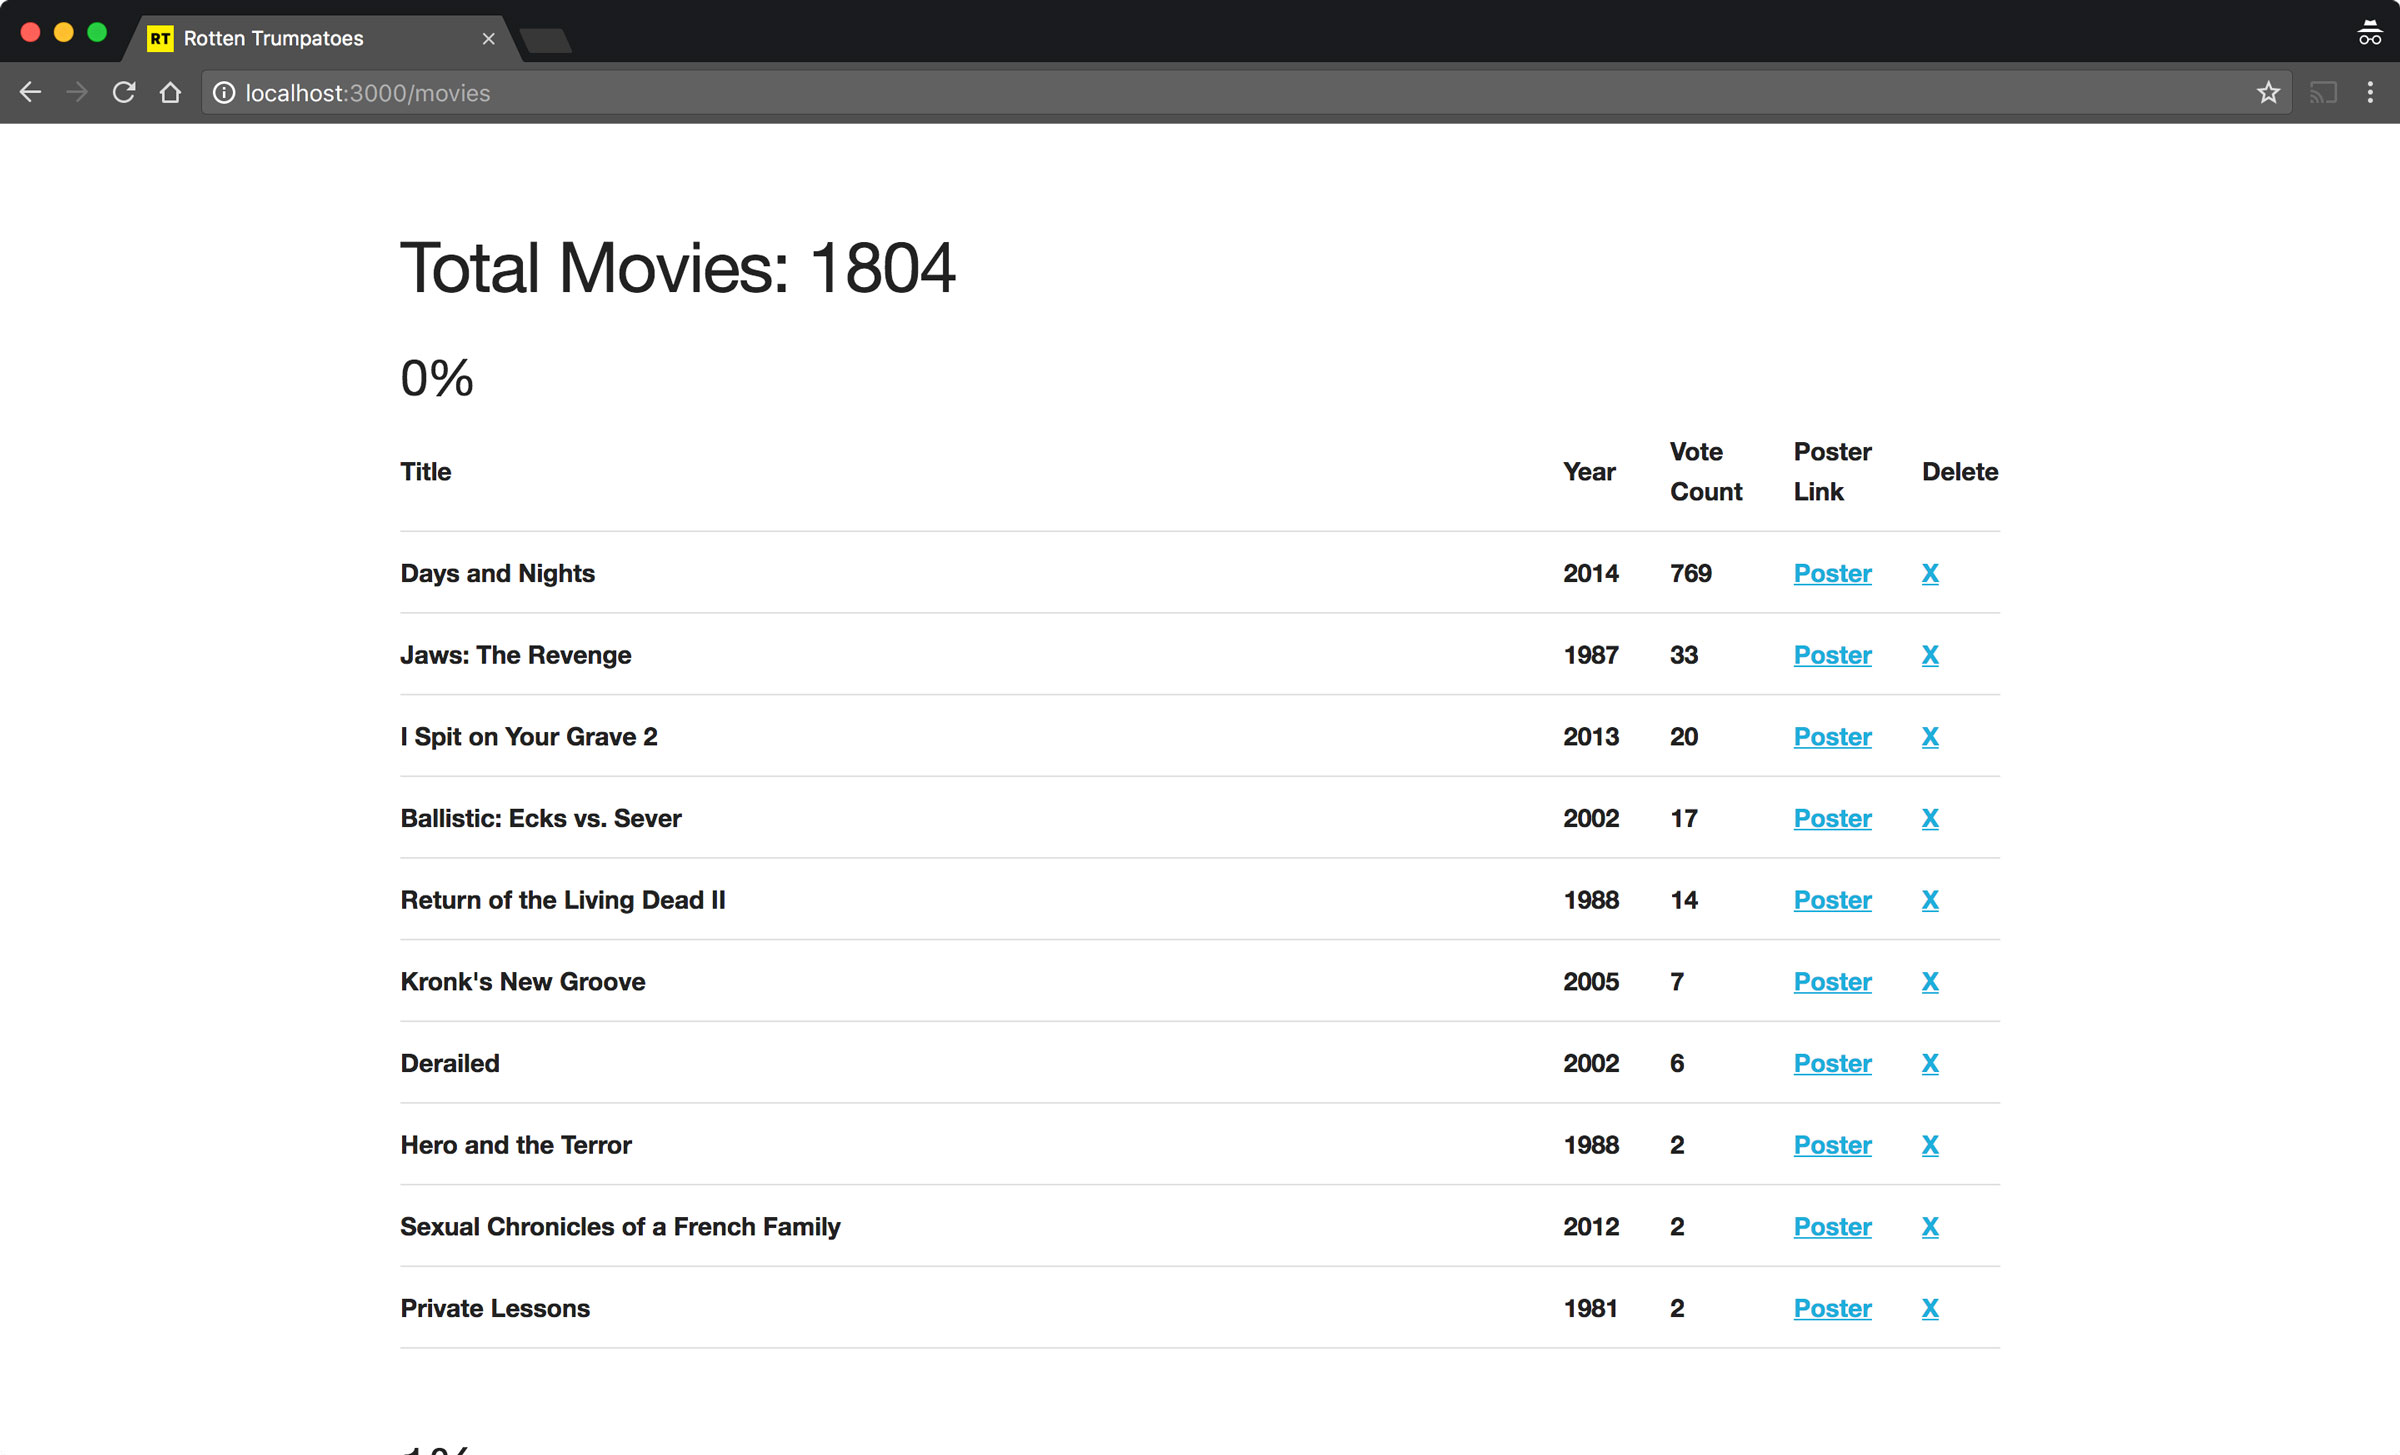 RT Rotten Trumpatoes
localhost:3000/movies
Total Movies: 1804
0%
Title Year Vote Count Poster Link Delete
Days and Nights 2014 769 Poster X
Jaws: The Revenge 1987 33 Poster X
I Spit on Your Grave 2 2013 20 Poster X
Ballistic: Ecks vs. Sever 2002 17 Poster X
Return of the Living Dead II 1988 14 Poster X
Kronk's New Groove 2005 7 Poster X
Derailed 2002 6 Poster X
Hero and the Terror 1988 2 Poster X
Sexual Chronicles of a French Family 2012 2 Poster X
Private Lessons 1981 2 Poster X